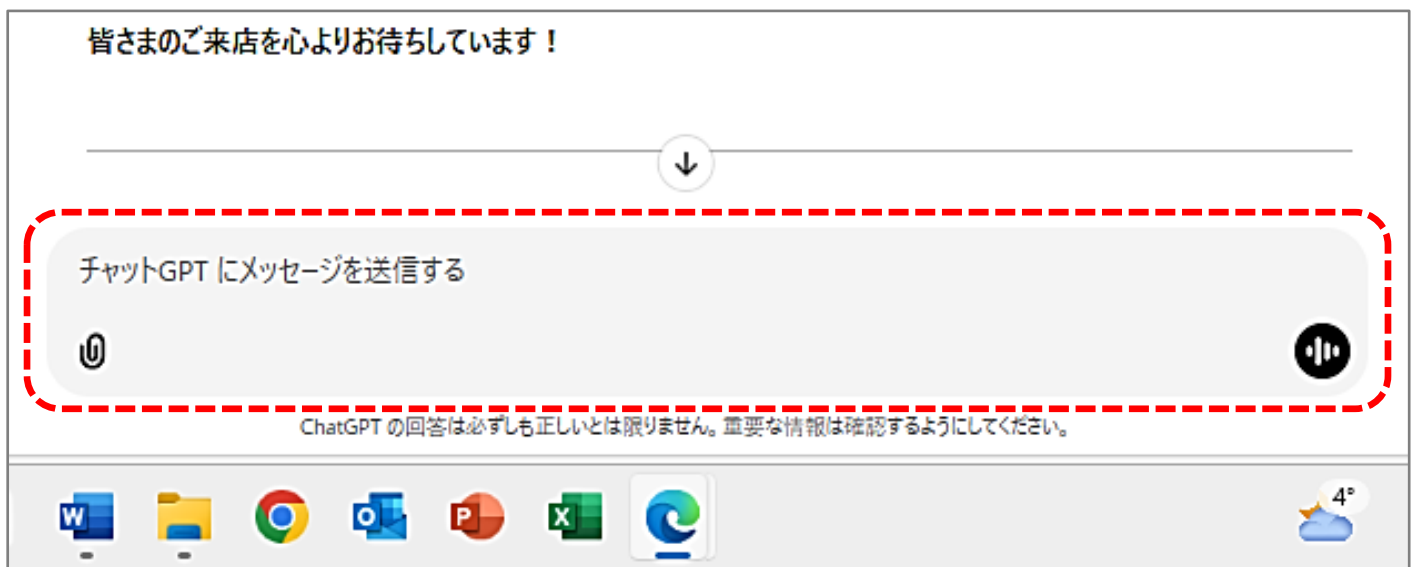 皆さまのご来店を心よりお待ちしています！
チャットGPT にメッセージを送信する
ChatGPT の回答は必ずしも正しいとは限りません。重要な情報は確認するようにしてください。
W
O
P
X
4°